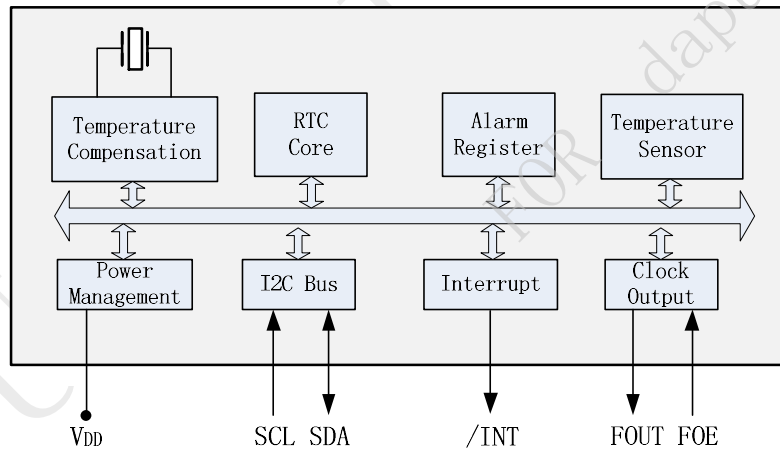 Temperature
Compensation
RTC
Core
Alarm
Register
Temperature
Sensor
Power
Management
I2C Bus
Interrupt
Clock
Output
VDD
SCL SDA
/INT
FOUT FOE
FOR